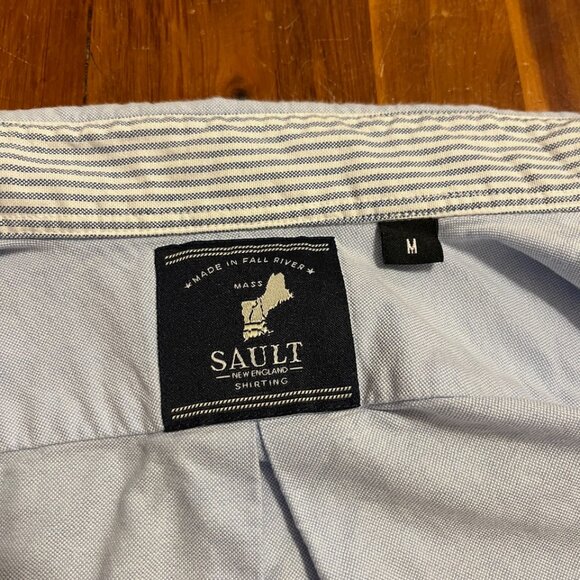 ★ MADE IN FALL RIVER ★
MASS
SAULT
NEW ENGLAND
SHIRTING
M